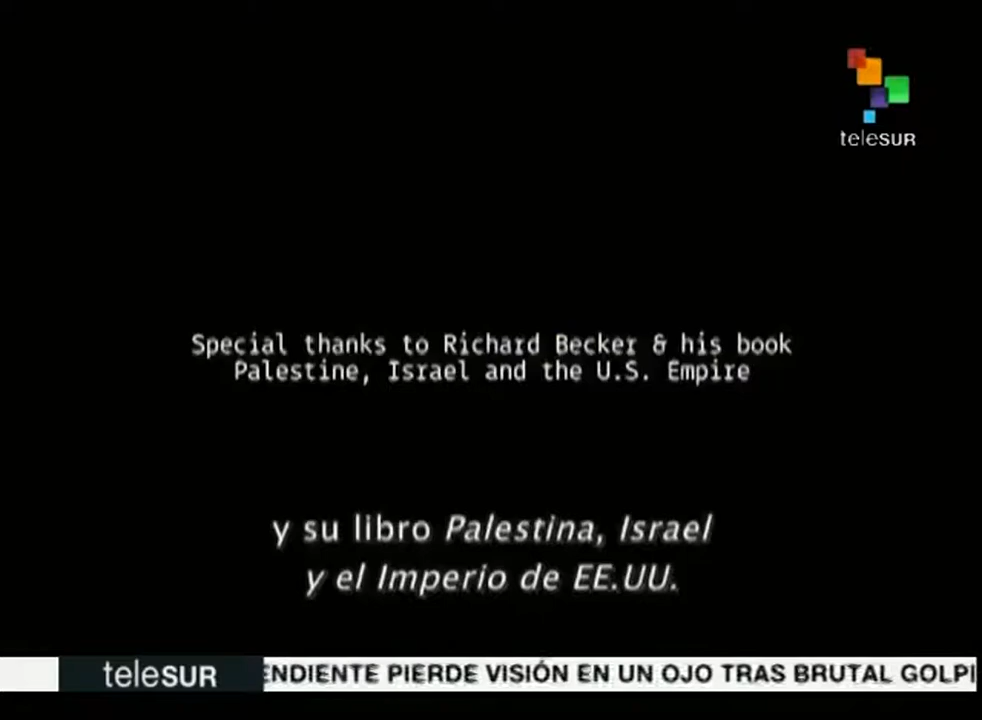 teleSUR
Special thanks to Richard Becker & his book
Palestine, Israel and the U.S. Empire
y su libro Palestina, Israel
y el Imperio de EE.UU.
teleSUR
ENDIENTE PIERDE VISIÓN EN UN OJO TRAS BRUTAL GOLPI